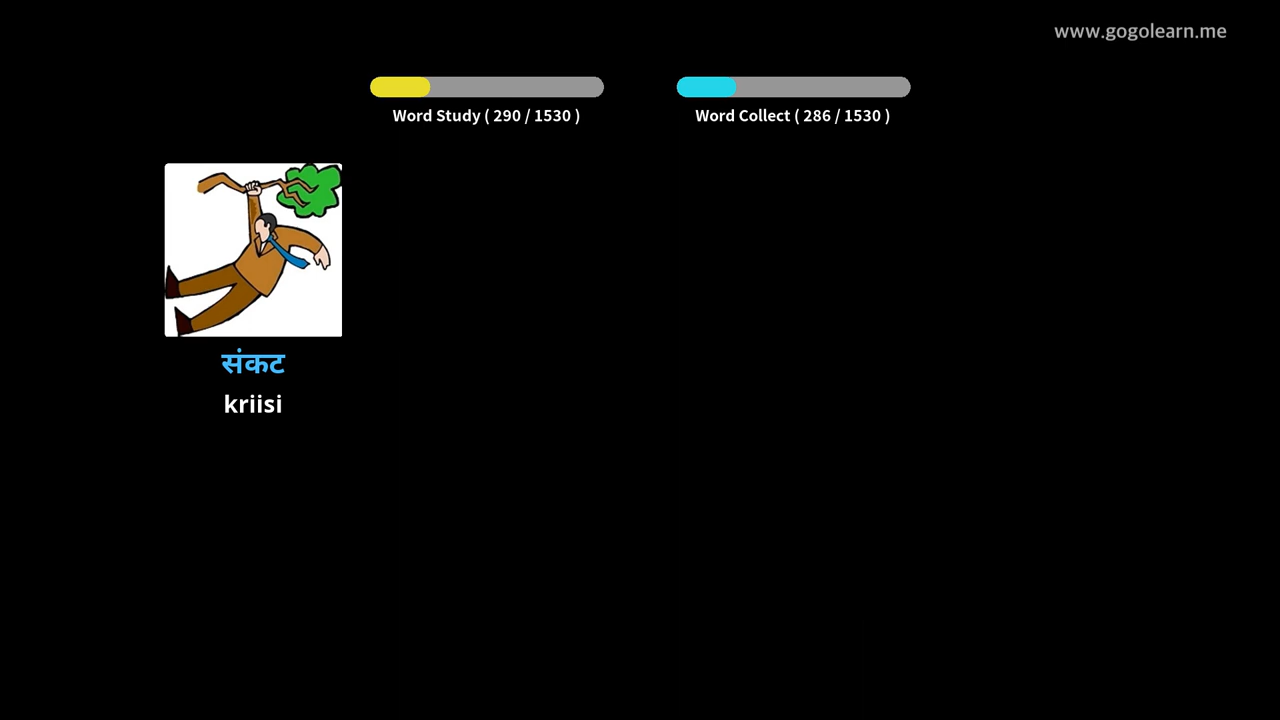 www.gogolearn.me
Word Study ( 290 / 1530 )
Word Collect ( 286 / 1530 )
संकट
kriisi